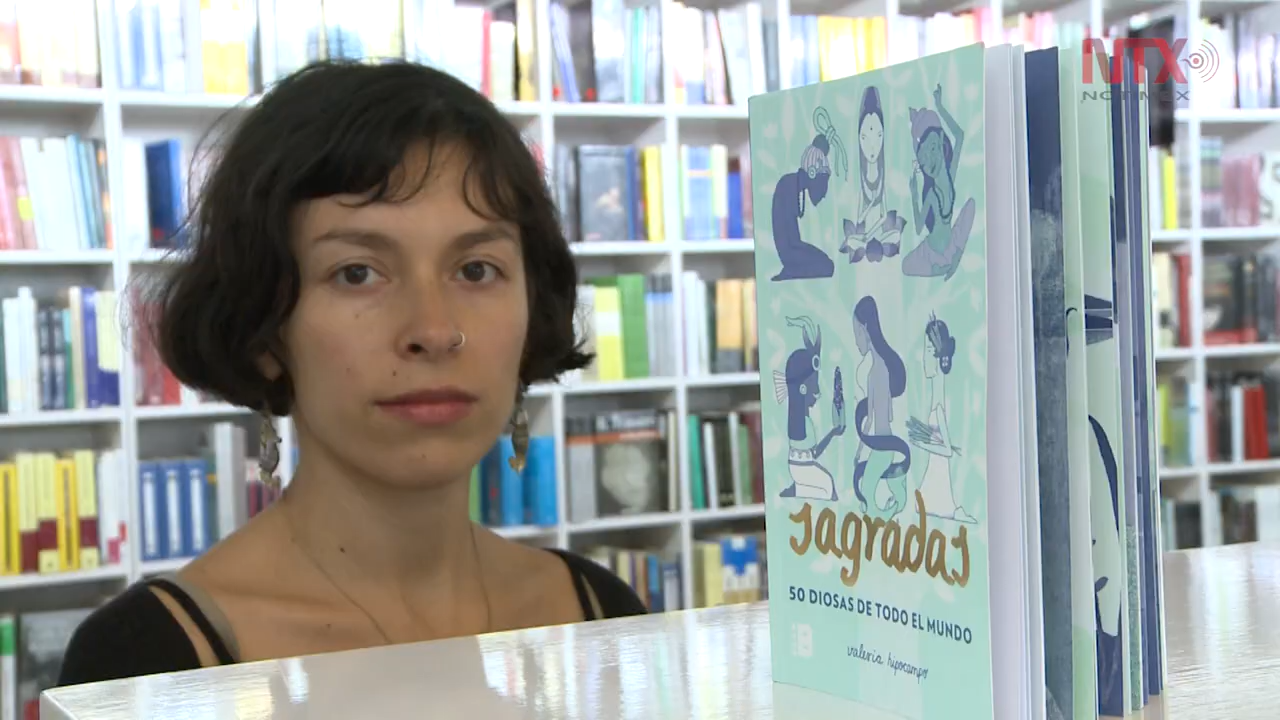 NTX
NOTIMEX
sagradas
50 DIOSAS DE TODO EL MUNDO
valeria hipocampo